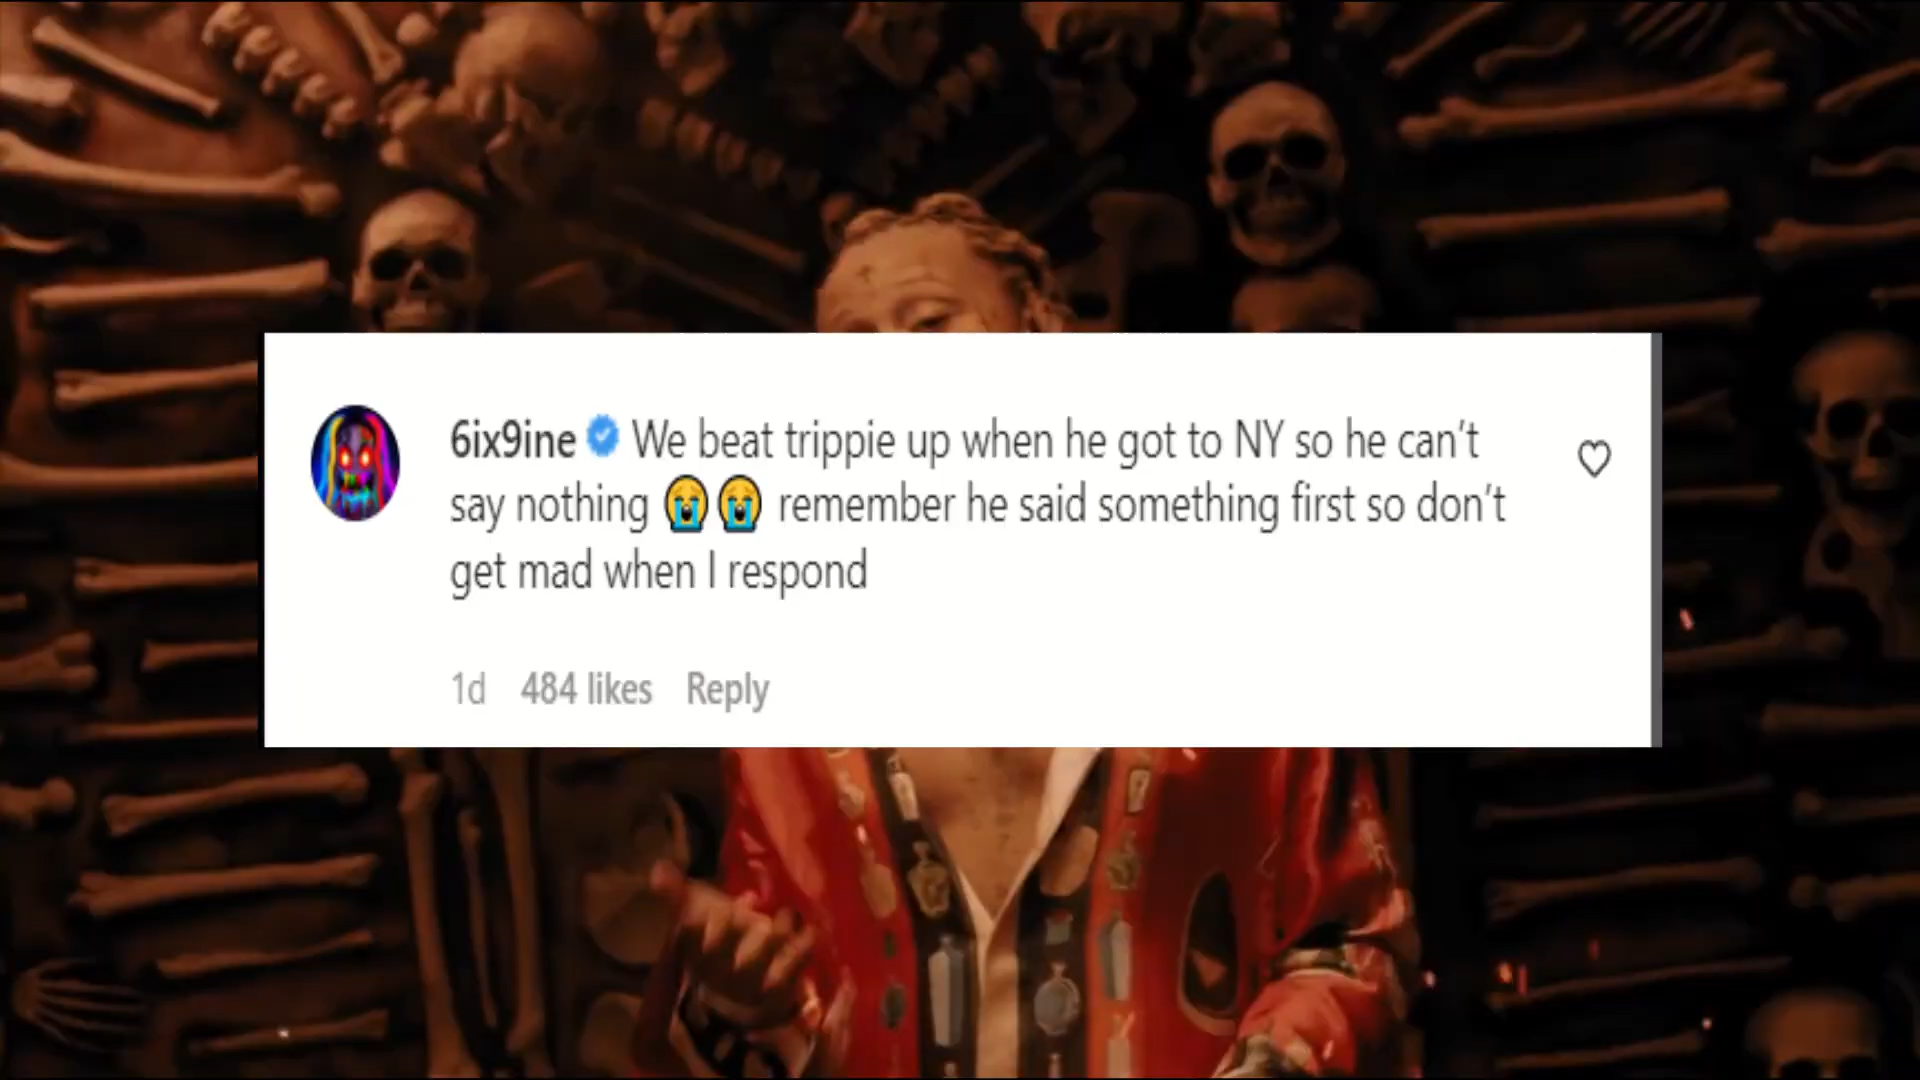 6ix9ine We beat trippie up when he got to NY so he can’t
say nothing 😭😭 remember he said something first so don’t
get mad when I respond
1d 484 likes Reply